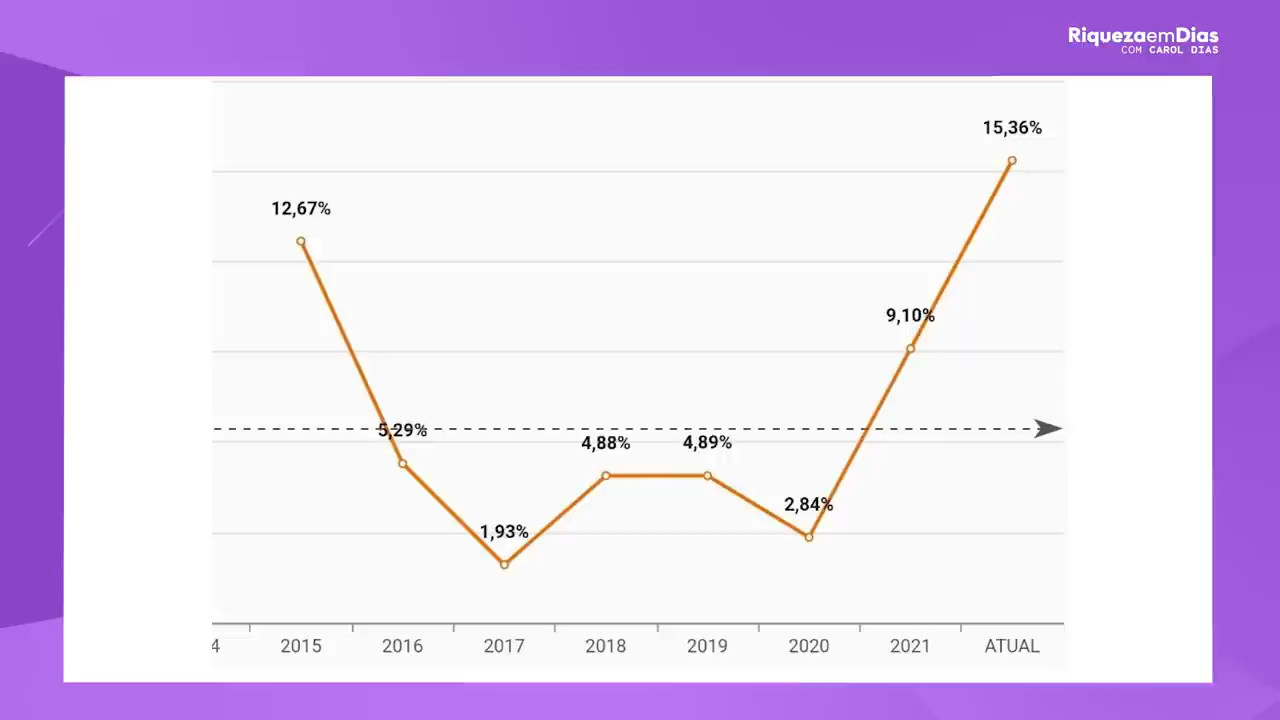 RiquezaemDias
COM CAROL DIAS
15,36%
12,67%
9,10%
5,29%
4,88%
4,89%
2,84%
1,93%
4 2015 2016 2017 2018 2019 2020 2021 ATUAL